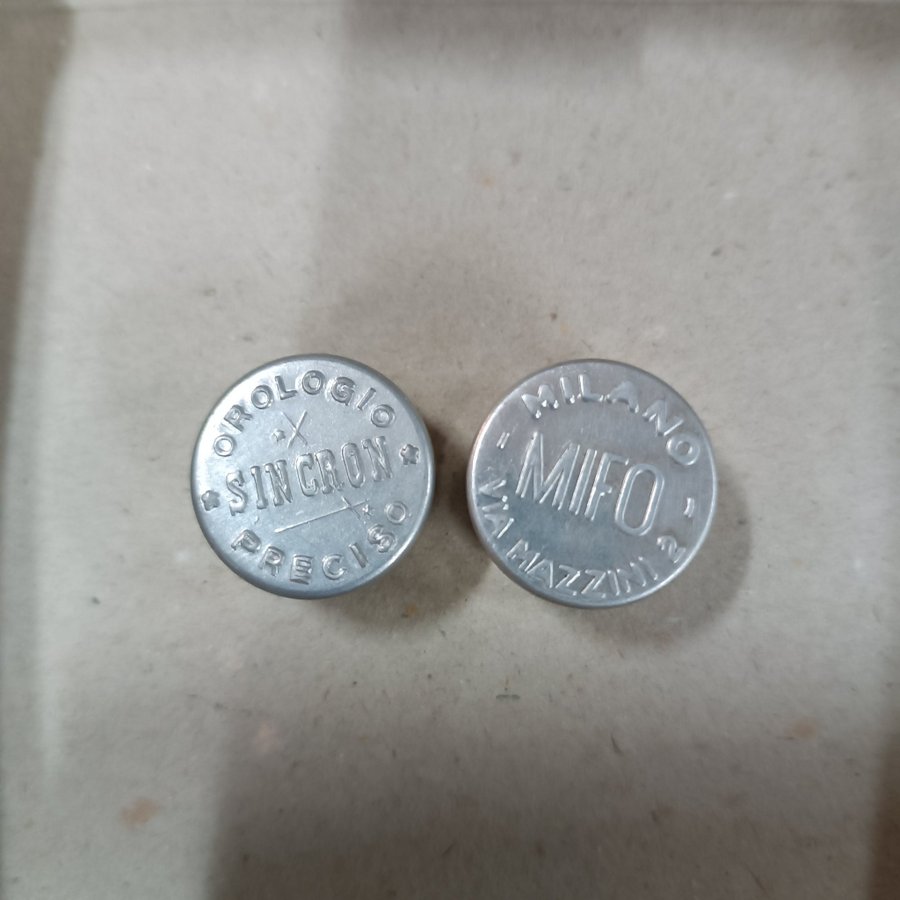 OROLOGIO
SINCRON
PRECISO
MILANO
MIFO
VIA MAZZINI 2